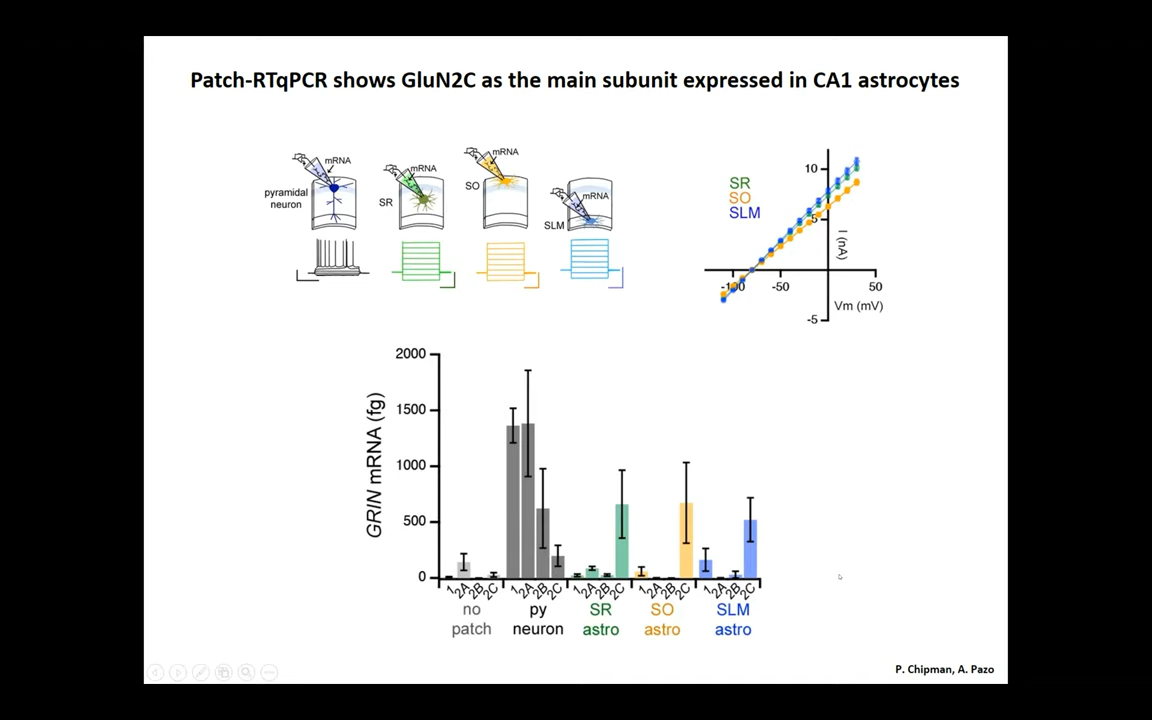 Patch-RTqPCR shows GluN2C as the main subunit expressed in CA1 astrocytes
mRNA
pyramidal
neuron
mRNA
SR
mRNA
SO
mRNA
SLM
SR
SO
SLM
10
5
-5
-100
-50
50
I (nA)
Vm (mV)
GRIN mRNA (fg)
2000
1500
1000
500
0
1 2A 2B 2C 1 2A 2B 2C 1 2A 2B 2C 1 2A 2B 2C 1 2A 2B 2C
no
patch
py
neuron
SR
astro
SO
astro
SLM
astro
P. Chipman, A. Pazo